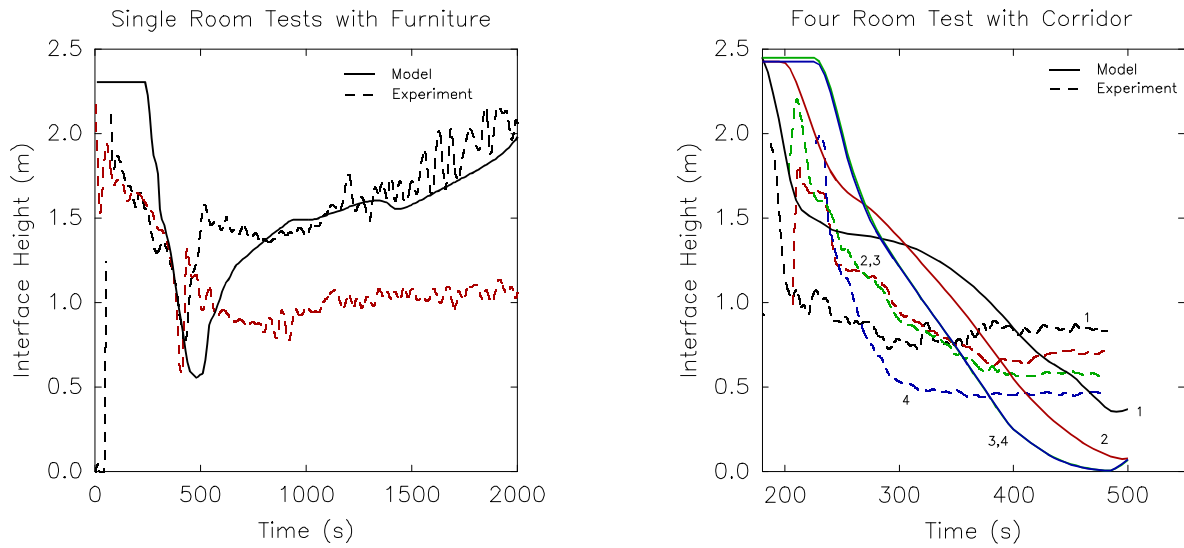 Single Room Tests with Furniture
2.5
2.0
1.5
1.0
0.5
0.0
Interface Height (m)
Model
Experiment
0
500
1000
1500
2000
Time (s)
Four Room Test with Corridor
2.5
2.0
1.5
1.0
0.5
0.0
Interface Height (m)
Model
Experiment
2,3
1
4
3,4
2
1
200
300
400
500
Time (s)